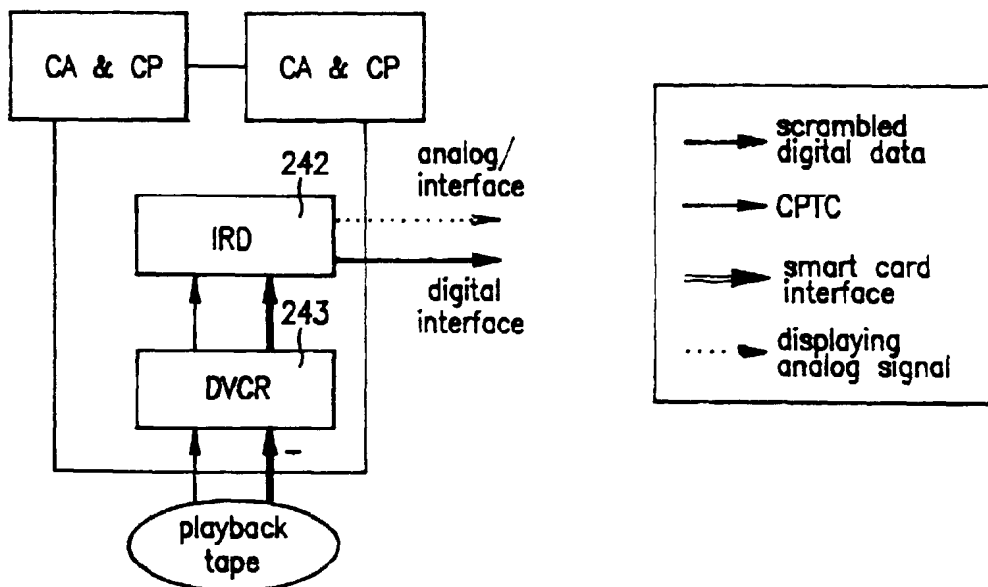 CA & CP
CA & CP
242
analog/
interface
IRD
digital
interface
243
DVCR
playback
tape
scrambled
digital data
CPTC
smart card
interface
displaying
analog signal